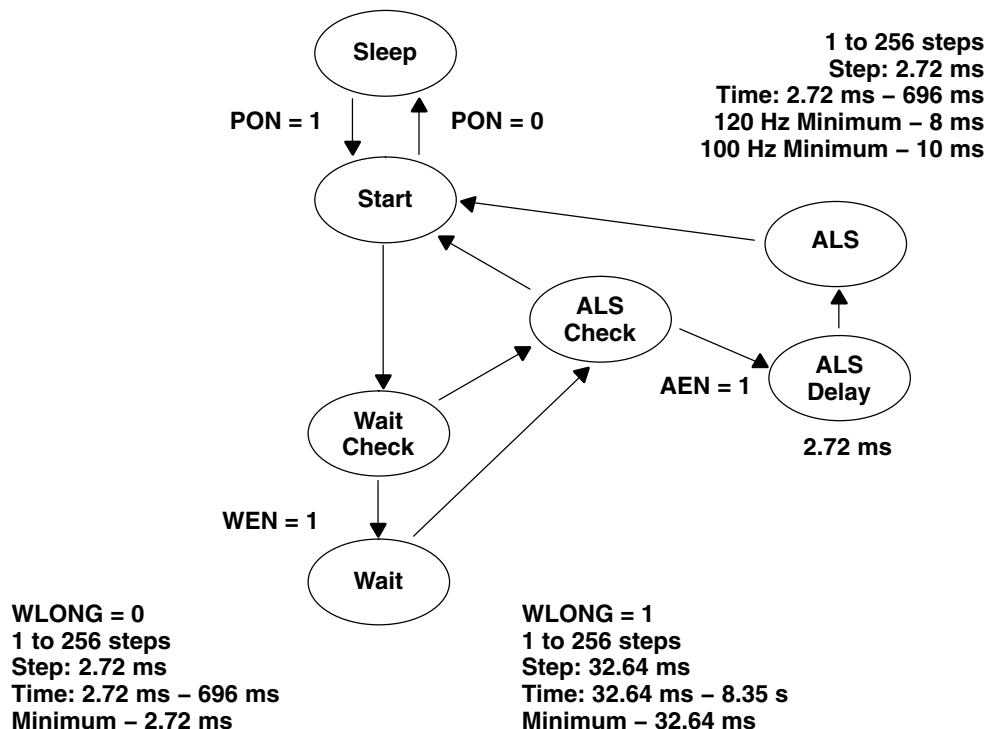 Sleep
1 to 256 steps
Step: 2.72 ms
Time: 2.72 ms – 696 ms
120 Hz Minimum – 8 ms
100 Hz Minimum – 10 ms
PON = 1
PON = 0
Start
ALS
ALS
Check
ALS
Delay
AEN = 1
2.72 ms
Wait
Check
WEN = 1
Wait
WLONG = 0
1 to 256 steps
Step: 2.72 ms
Time: 2.72 ms – 696 ms
Minimum – 2.72 ms
WLONG = 1
1 to 256 steps
Step: 32.64 ms
Time: 32.64 ms – 8.35 s
Minimum – 32.64 ms